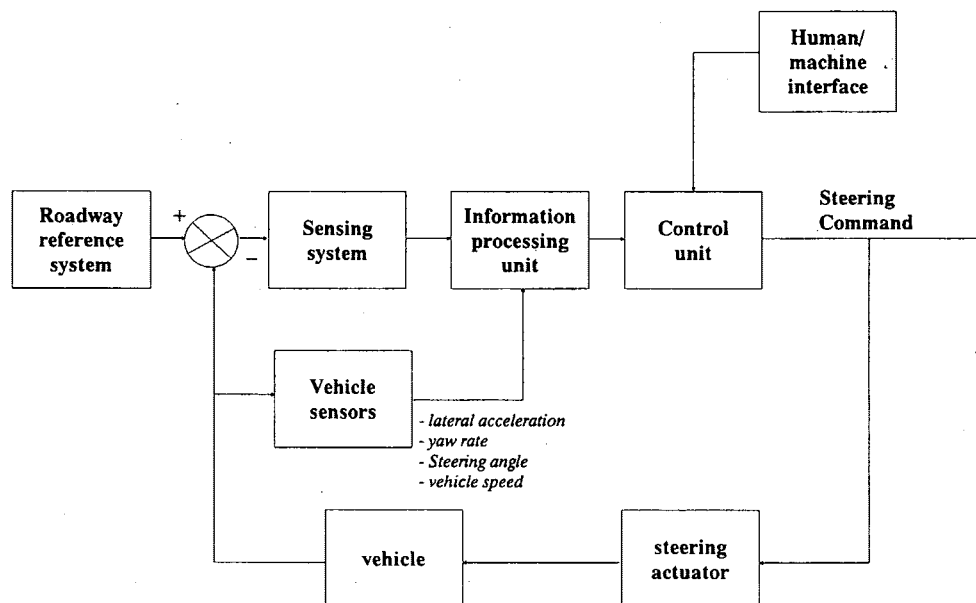 Human/
machine
interface
Roadway
reference
system
+
−
Sensing
system
Information
processing
unit
Control
unit
Steering
Command
Vehicle
sensors
- lateral acceleration
- yaw rate
- Steering angle
- vehicle speed
vehicle
steering
actuator